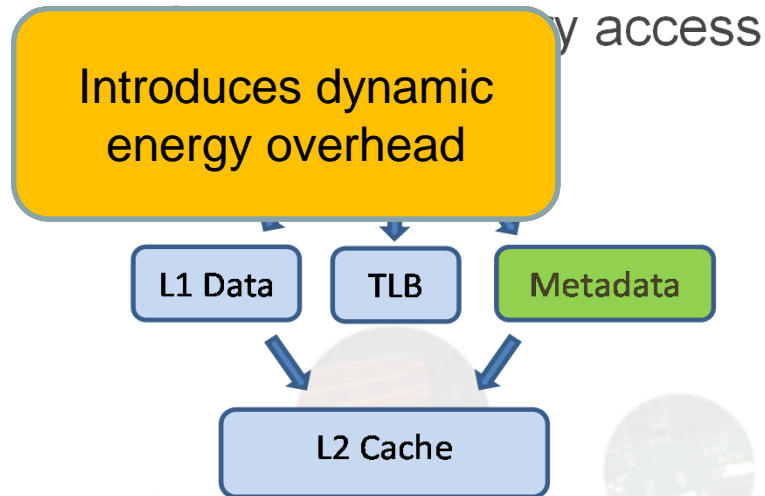 access
Introduces dynamic
energy overhead
L1 Data TLB Metadata
L2 Cache